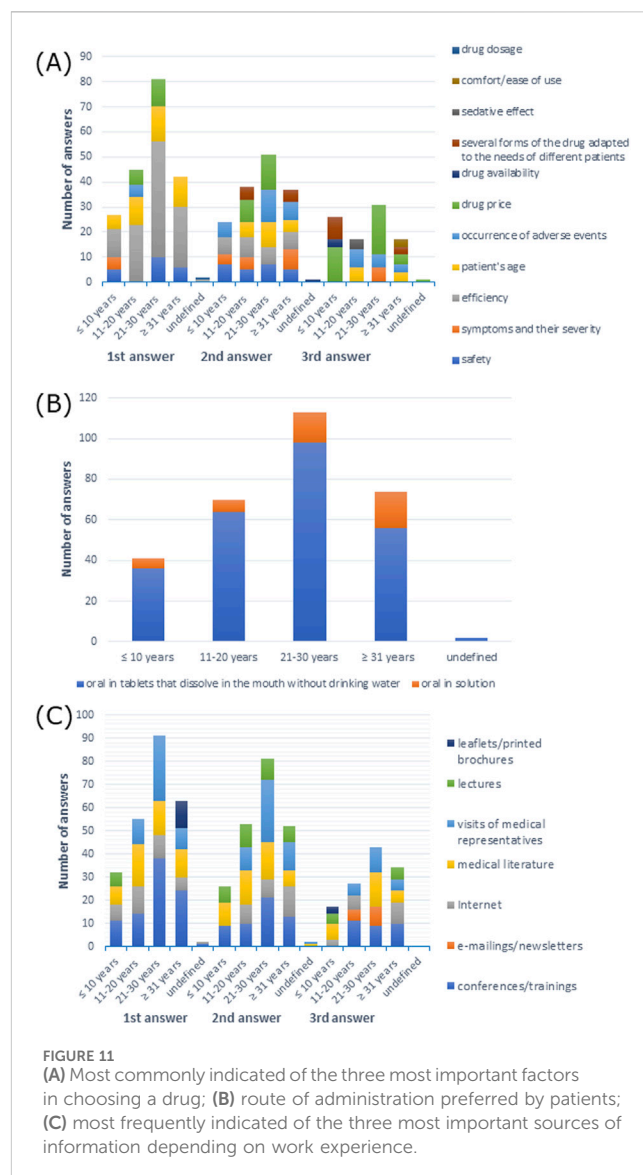 (A)
Number of answers
90
80
70
60
50
40
30
20
10
0
≤ 10 years
11-20 years
21-30 years
≥ 31 years
undefined
≤ 10 years
11-20 years
21-30 years
≥ 31 years
undefined
≤ 10 years
11-20 years
21-30 years
≥ 31 years
undefined
1st answer 2nd answer 3rd answer
drug dosage
comfort/ease of use
sedative effect
several forms of the drug adapted
to the needs of different patients
drug availability
drug price
occurrence of adverse events
patient's age
efficiency
symptoms and their severity
safety
(B)
Number of answers
120
100
80
60
40
20
0
≤ 10 years 11-20 years 21-30 years ≥ 31 years undefined
oral in tablets that dissolve in the mouth without drinking water oral in solution
(C)
Number of answers
100
90
80
70
60
50
40
30
20
10
0
≤ 10 years
11-20 years
21-30 years
≥ 31 years
undefined
≤ 10 years
11-20 years
21-30 years
≥ 31 years
undefined
≤ 10 years
11-20 years
21-30 years
≥ 31 years
undefined
1st answer 2nd answer 3rd answer
leaflets/printed
brochures
lectures
visits of medical
representatives
medical literature
Internet
e-mailings/newsletters
conferences/trainings
FIGURE 11
(A) Most commonly indicated of the three most important factors
in choosing a drug; (B) route of administration preferred by patients;
(C) most frequently indicated of the three most important sources of
information depending on work experience.